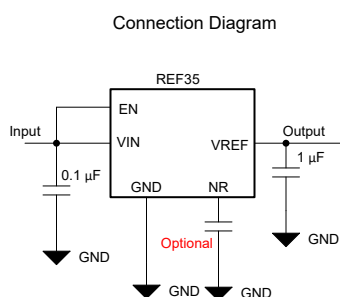 Connection Diagram
REF35
EN
Input
VIN
VREF
Output
0.1 µF
1 µF
GND
NR
Optional
GND
GND
GND
GND